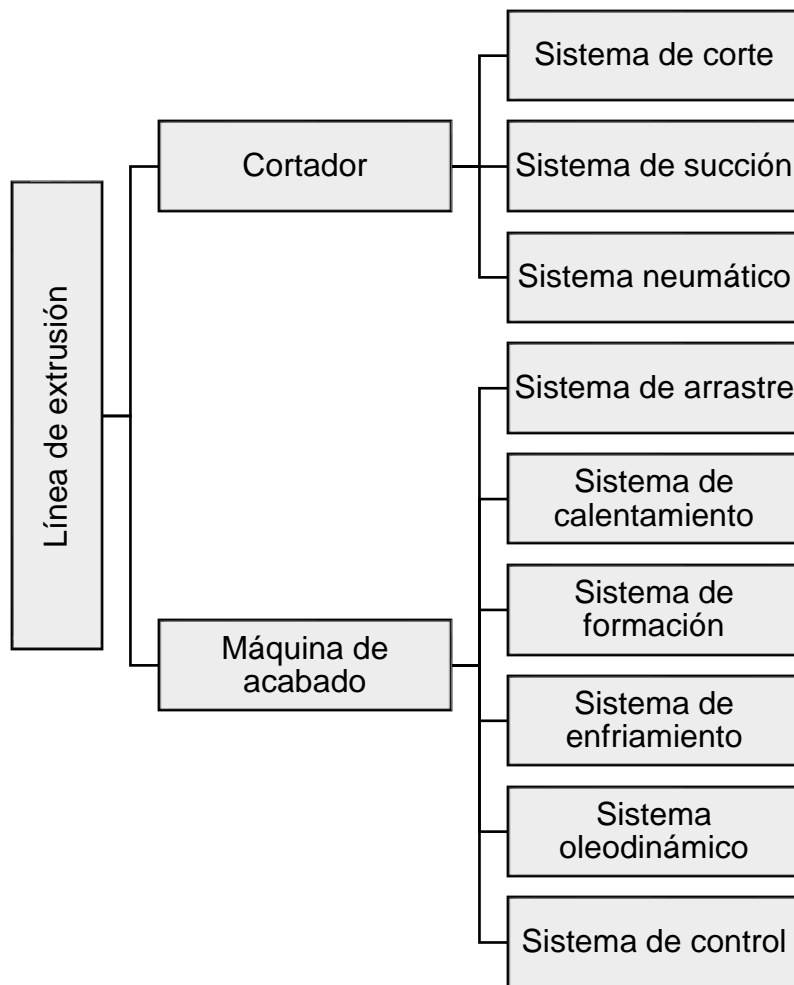 Línea de extrusión
Cortador
Sistema de corte
Sistema de succión
Sistema neumático
Máquina de
acabado
Sistema de arrastre
Sistema de
calentamiento
Sistema de
formación
Sistema de
enfriamiento
Sistema
oleodinámico
Sistema de control